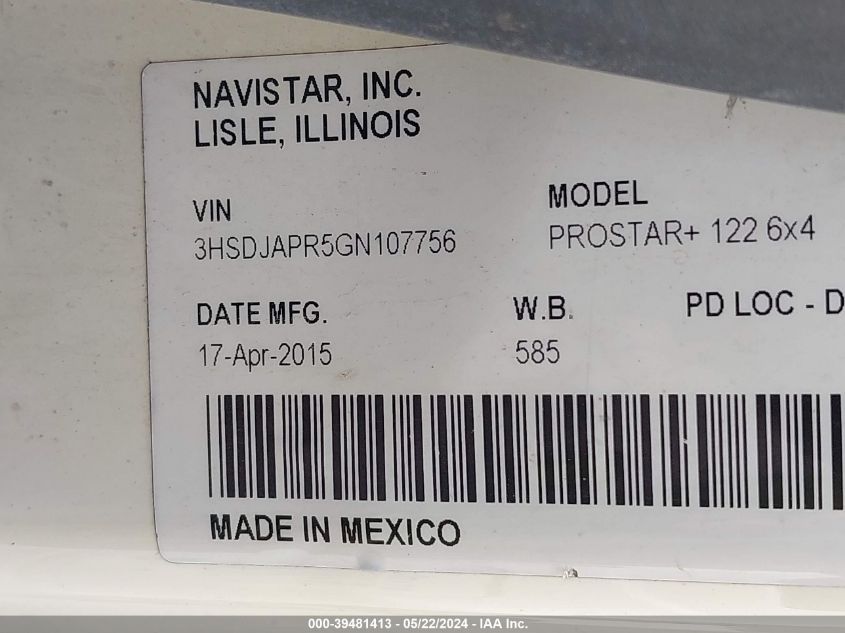 NAVISTAR, INC.
LISLE, ILLINOIS
VIN
3HSDJAPR5GN107756
MODEL
PROSTAR+ 122 6x4
DATE MFG.
17-Apr-2015
W.B.
585
PD LOC - D
MADE IN MEXICO
000-39481413 - 05/22/2024 - IAA Inc.